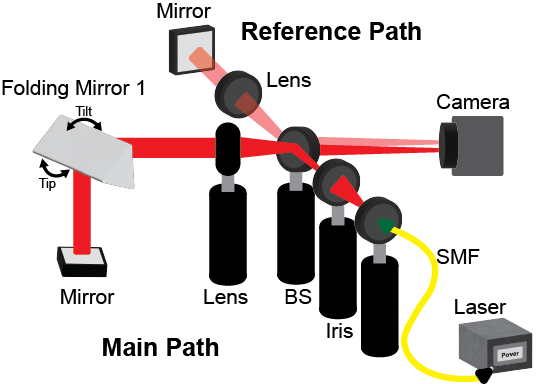 Mirror
Reference Path
Lens
Folding Mirror 1
Tilt
Camera
Tip
SMF
Mirror
Lens
BS
Iris
Laser
Main Path
Power